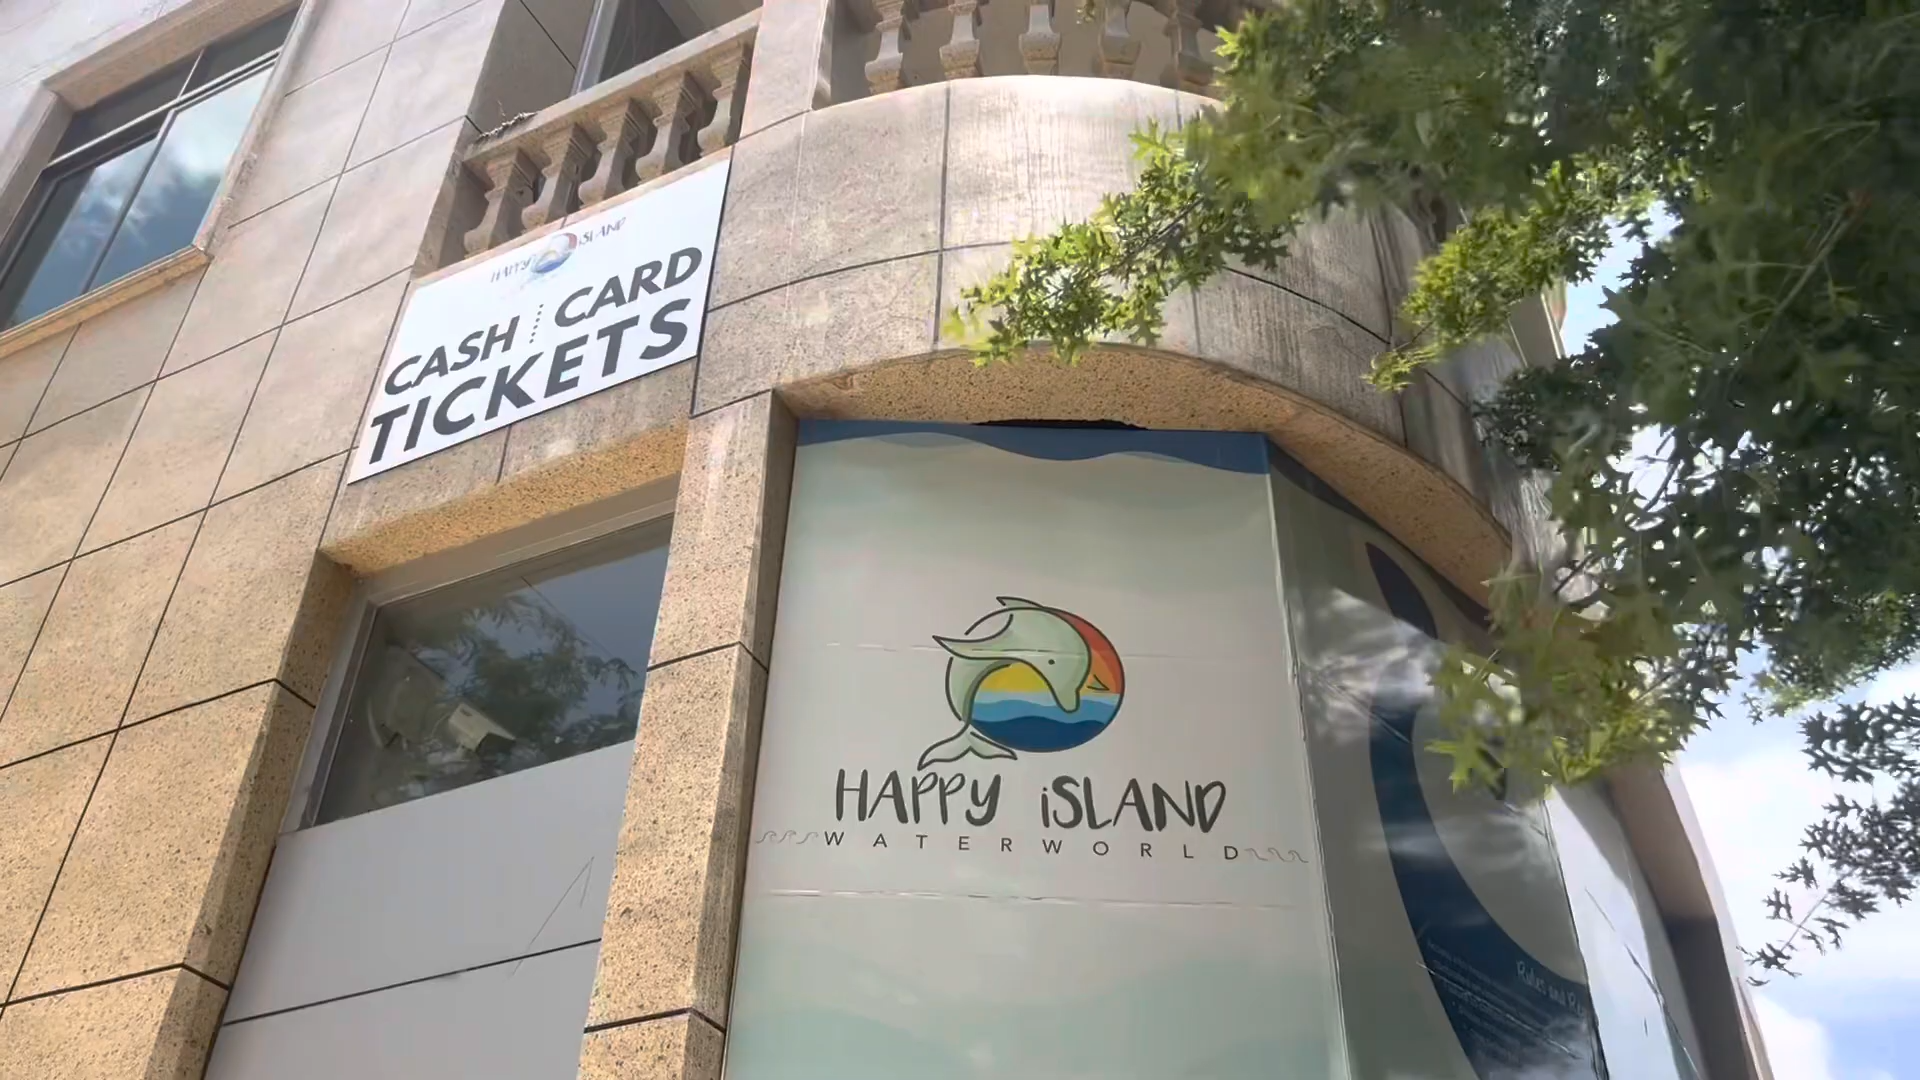 HAPPY iSLAND
CASH CARD
TICKETS
HAPPY iSLAND
WATERWORLD
Rules and